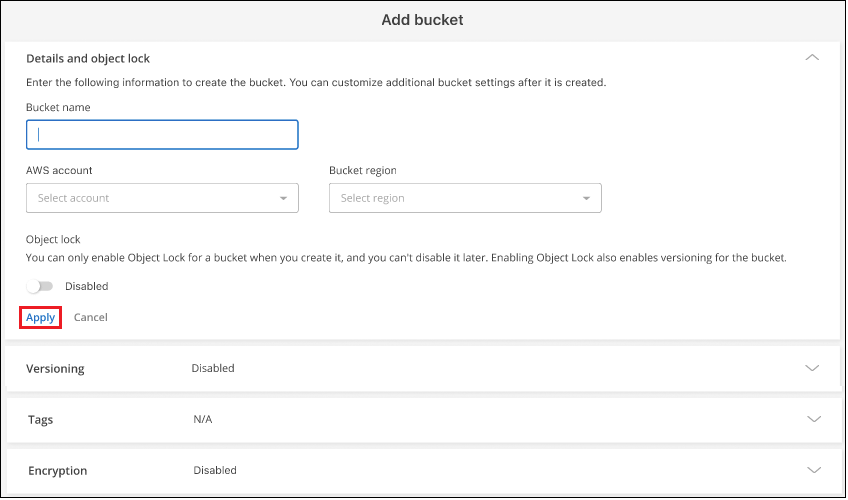 Add bucket
Details and object lock
Enter the following information to create the bucket. You can customize additional bucket settings after it is created.
Bucket name
AWS account
Bucket region
Select account
Select region
Object lock
You can only enable Object Lock for a bucket when you create it, and you can't disable it later. Enabling Object Lock also enables versioning for the bucket.
Disabled
Apply Cancel
Versioning Disabled
Tags N/A
Encryption Disabled